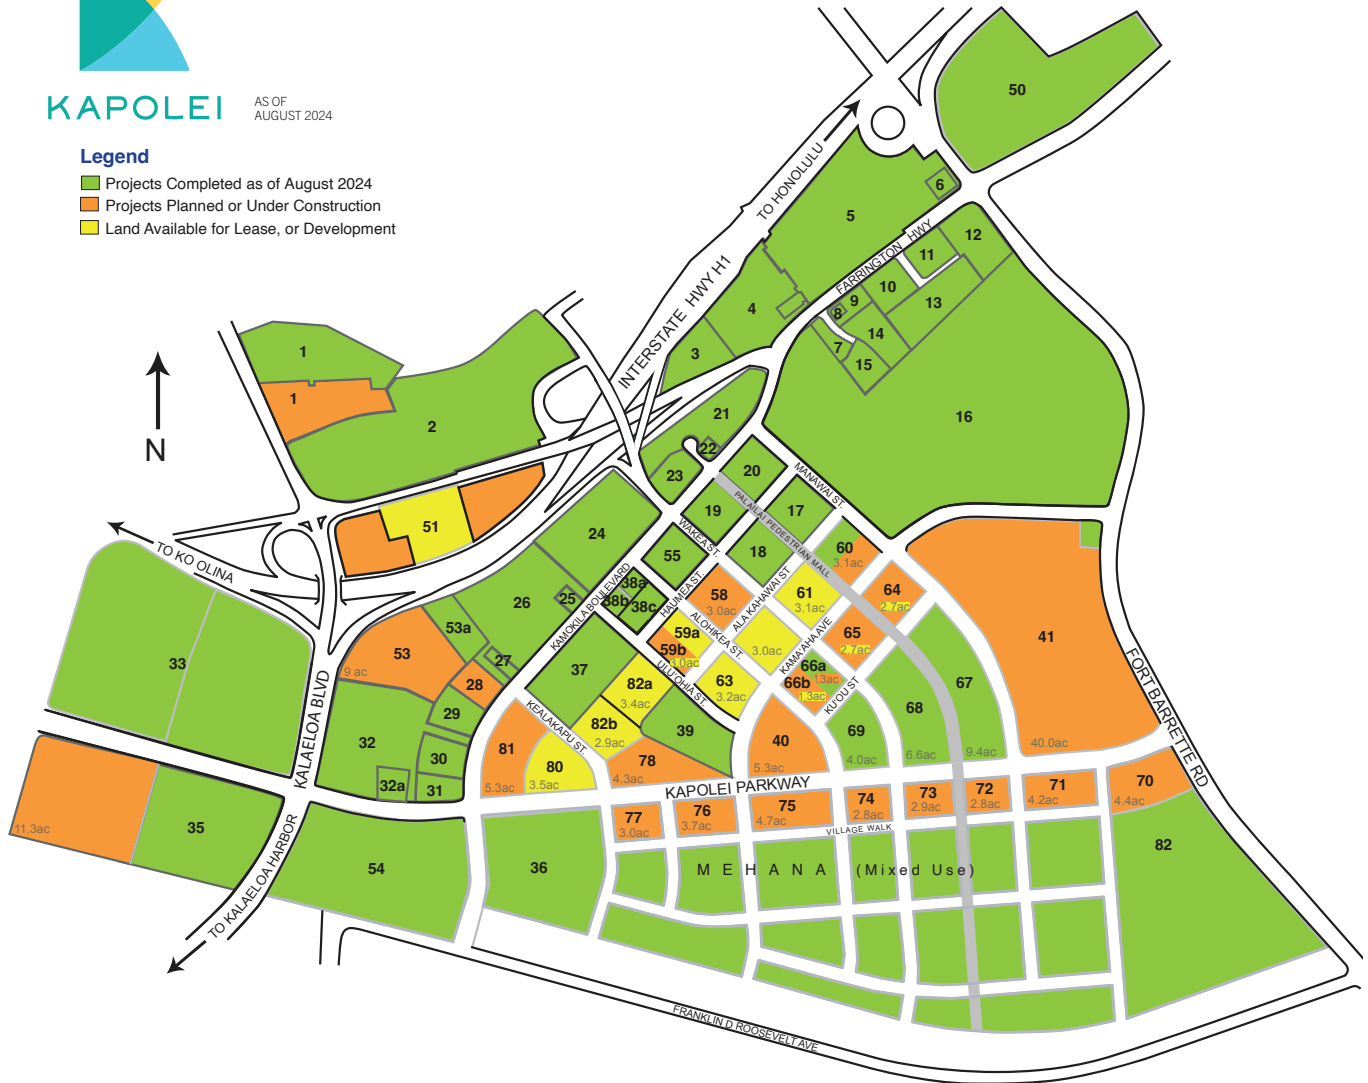 KAPOLEI
AS OF
AUGUST 2024
Legend
Projects Completed as of August 2024
Projects Planned or Under Construction
Land Available for Lease, or Development
N
50
TO HONOLULU
6
5
FARRINGTON HWY
12
11
10
9
8
13
14
7
15
4
3
INTERSTATE HWY H1
1
1
2
16
21
22
23
20
MANAWAI ST.
PALAILAI PEDESTRIAN MALL
19
17
WAKEA ST.
18
51
24
55
60
3.1ac
TO KO OLINA
26
25
38a
38b
38c
KAMOKILA BOULEVARD
HAUMEA ST.
58
3.0ac
ALA KAHAWAI ST
61
3.1ac
64
2.7ac
41
40.0ac
53a
53
9 ac
27
28
29
59a
59b
3.0ac
ALOHIKEA ST.
3.0ac
KAMA'AHA AVE
65
2.7ac
33
KALAELOA BLVD
37
82a
3.4ac
ULU'OHIA ST.
63
3.2ac
66a
1.3ac
66b
1.3ac
KU'OU ST
67
9.4ac
68
6.6ac
69
4.0ac
FORT BARRETTE RD
32
30
31
32a
KEALAKAPU ST.
82b
2.9ac
39
40
5.3ac
81
5.3ac
80
3.5ac
78
4.3ac
KAPOLEI PARKWAY
77
3.0ac
76
3.7ac
75
4.7ac
74
2.8ac
73
2.9ac
72
2.8ac
71
4.2ac
70
4.4ac
VILLAGE WALK
11.3ac
35
54
36
MEHANA (Mixed Use)
82
TO KALAELOA HARBOR
FRANKLIN D ROOSEVELT AVE